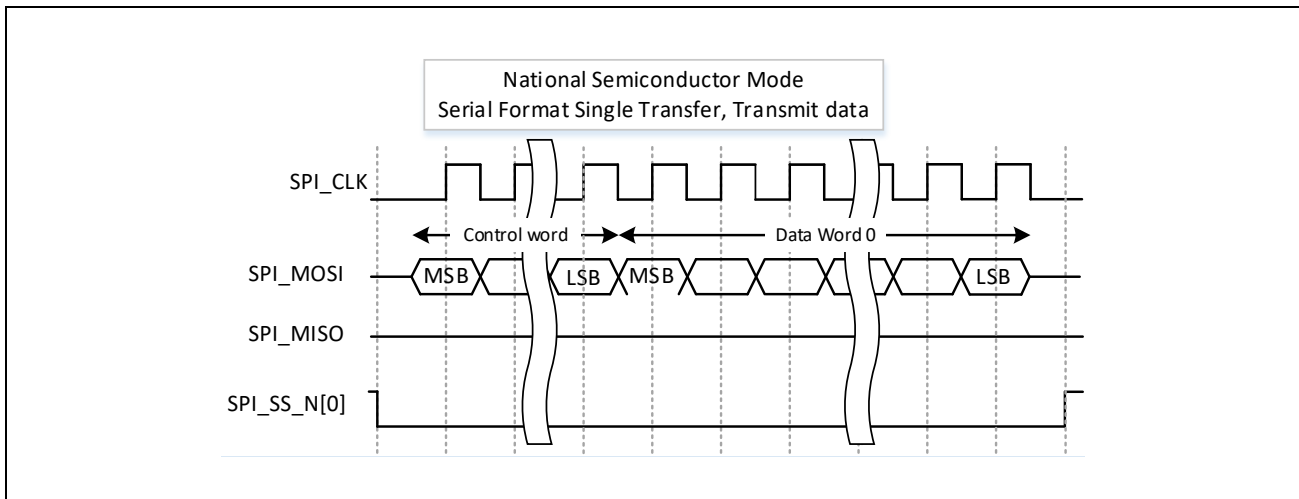 National Semiconductor Mode
Serial Format Single Transfer, Transmit data
SPI_CLK
Control word
Data Word 0
SPI_MOSI
MSB
LSB
MSB
LSB
SPI_MISO
SPI_SS_N[0]